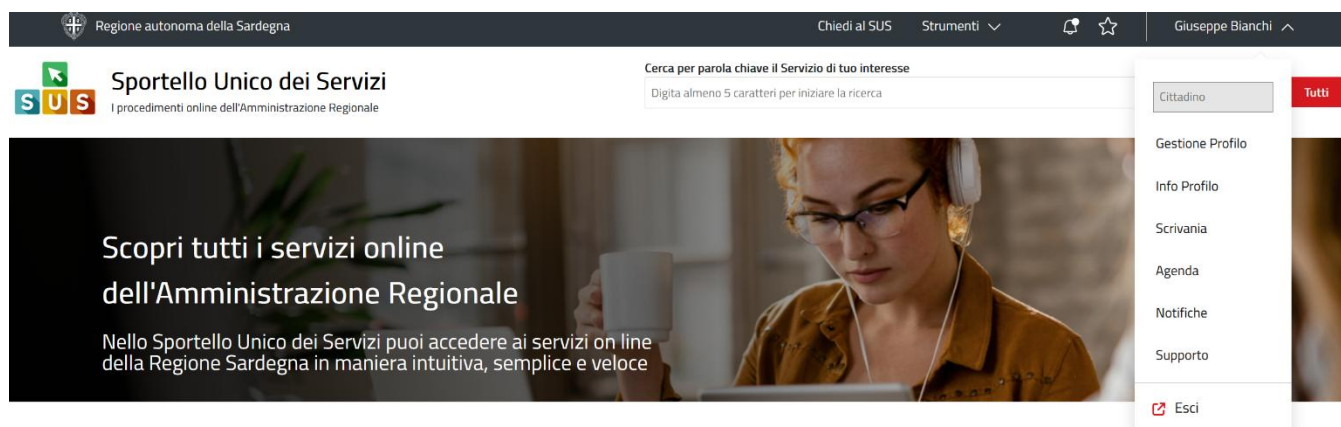 Regione autonoma della Sardegna
Chiedi al SUS
Strumenti
Giuseppe Bianchi
SUS
Sportello Unico dei Servizi
I procedimenti online dell'Amministrazione Regionale
Cerca per parola chiave il Servizio di tuo interesse
Digita almeno 5 caratteri per iniziare la ricerca
Tutti
Cittadino
Gestione Profilo
Info Profilo
Scrivania
Agenda
Notifiche
Supporto
Esci
Scopri tutti i servizi online
dell'Amministrazione Regionale
Nello Sportello Unico dei Servizi puoi accedere ai servizi on line
della Regione Sardegna in maniera intuitiva, semplice e veloce